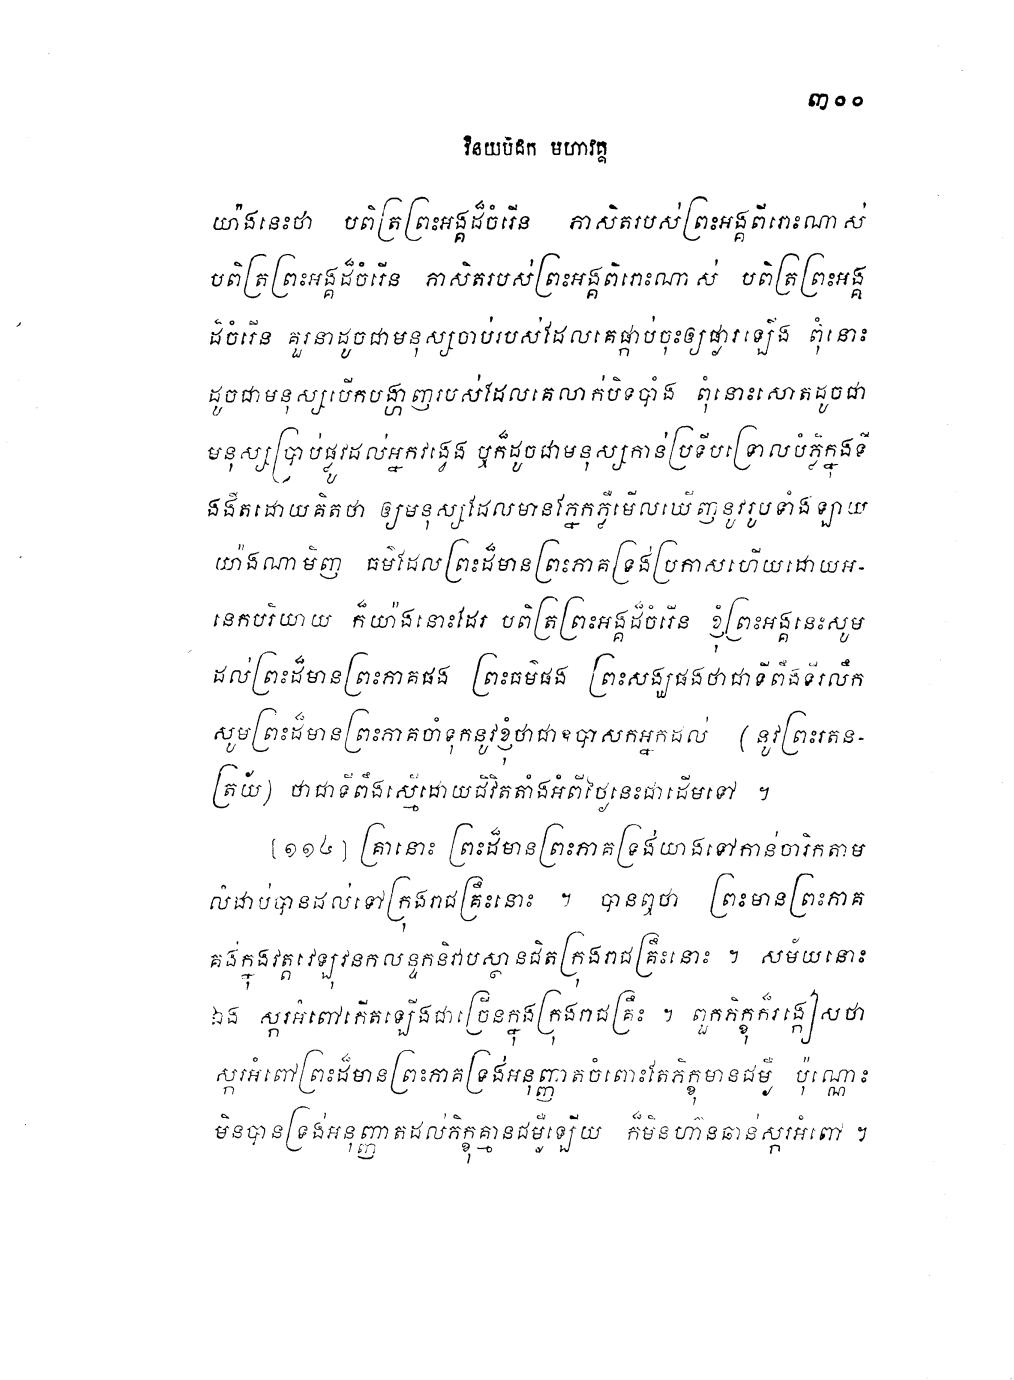 ៣០០
វិនយបិដក មហាវគ្គ
យ៉ាងនេះថា បពិត្រព្រះអង្គដ៏ចំរើន ភាសិតរបស់ព្រះអង្គពីរោះណាស់
បពិត្រព្រះអង្គដ៏ចំរើន ភាសិតរបស់ព្រះអង្គពិរោះណាស់ បពិត្រព្រះអង្គ
ដ៏ចំរើន គួរនាដូចជាមនុស្សចាប់របស់ដែលគេផ្កាប់ចុះឲ្យផ្ងារឡើង ពុំនោះ
ដូចជាមនុស្សបើកបង្ហាញរបស់ដែលគេលាក់បិទបាំង ពុំនោះសោតដូចជា
មនុស្សប្រាប់ផ្លូវដល់អ្នកវង្វេង ឬក៏ដូចជាមនុស្សកាន់ប្រទីបទ្រោលបំភ្លឺក្នុងទី
ងងឹតដោយគិតថា ឲ្យមនុស្សដែលមានភ្នែកភ្លឺមើលឃើញនូវរូបទាំងឡាយ
យ៉ាងណាមិញ ធម៌ដែលព្រះដ៏មានព្រះភាគទ្រង់ប្រកាសហើយដោយអ-
នេកបរិយាយ ក៏យ៉ាងនោះដែរ បពិត្រព្រះអង្គដ៏ចំរើន ខ្ញុំព្រះអង្គនេះសូម
ដល់ព្រះដ៏មានព្រះភាគផង ព្រះធម៌ផង ព្រះសង្ឃផងថាជាទីពឹងទីរលឹក
សូមព្រះដ៏មានព្រះភាគចាំទុកនូវខ្ញុំថាជាឧបាសកអ្នកដល់ (នូវព្រះរតន-
ត្រយ័) ថាជាទីពឹងស្មើដោយជីវិតតាំងអំពីថ្ងៃនេះជាដើមទៅ ។
[១១៤] គ្រានោះ ព្រះដ៏មានព្រះភាគទ្រង់យាងទៅកាន់ចារិកតាម
លំដាប់បានដល់ទៅក្រុងរាជគ្រឹះនោះ ។ បានឮថា ព្រះមានព្រះភាគ
គង់ក្នុងវត្តវេឡុវនកលន្ទកនិវាបស្ថានជិតក្រុងរាជគ្រឹះនោះ ។ សម័យនោះ
ឯង ស្ករអំពៅកើតឡើងជាច្រើនក្នុងក្រុងរាជគ្រឹះ ។ ពួកភិក្ខុក៏រង្កៀសថា
ស្ករអំពៅព្រះដ៏មានព្រះភាគទ្រង់អនុញ្ញាតចំពោះតែភិក្ខុមានជម្ងឺ ប៉ុណ្ណោះ
មិនបានទ្រង់អនុញ្ញាតដល់ភិក្ខុគ្មានជម្ងឺឡើយ ក៏មិនហ៊ានឆាន់ស្ករអំពៅ ។